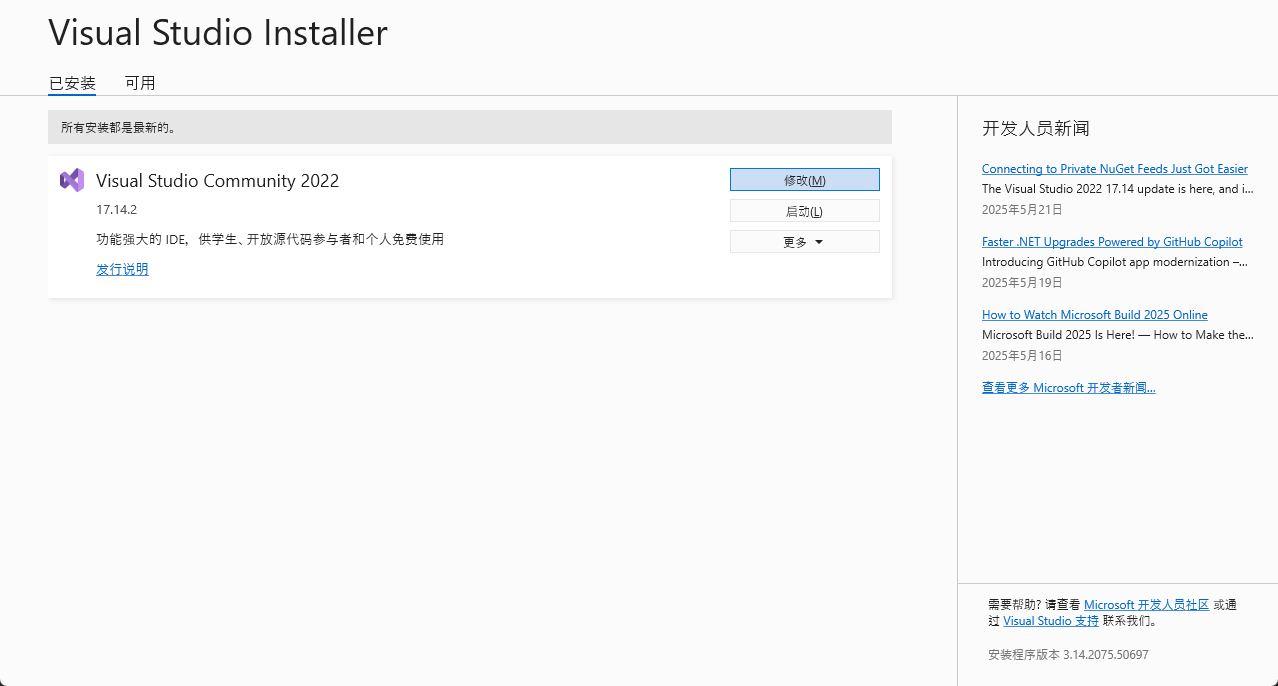 Visual Studio Installer
已安装
可用
所有安装都是最新的。
Visual Studio Community 2022
17.14.2
功能强大的 IDE，供学生、开放源代码参与者和个人免费使用
发行说明
修改(M)
启动(L)
更多
开发人员新闻
Connecting to Private NuGet Feeds Just Got Easier
The Visual Studio 2022 17.14 update is here, and i...
2025年5月21日
Faster .NET Upgrades Powered by GitHub Copilot
Introducing GitHub Copilot app modernization –...
2025年5月19日
How to Watch Microsoft Build 2025 Online
Microsoft Build 2025 Is Here! — How to Make the...
2025年5月16日
查看更多 Microsoft 开发者新闻...
需要帮助? 请查看 Microsoft 开发人员社区 或通
过 Visual Studio 支持 联系我们。
安装程序版本 3.14.2075.50697